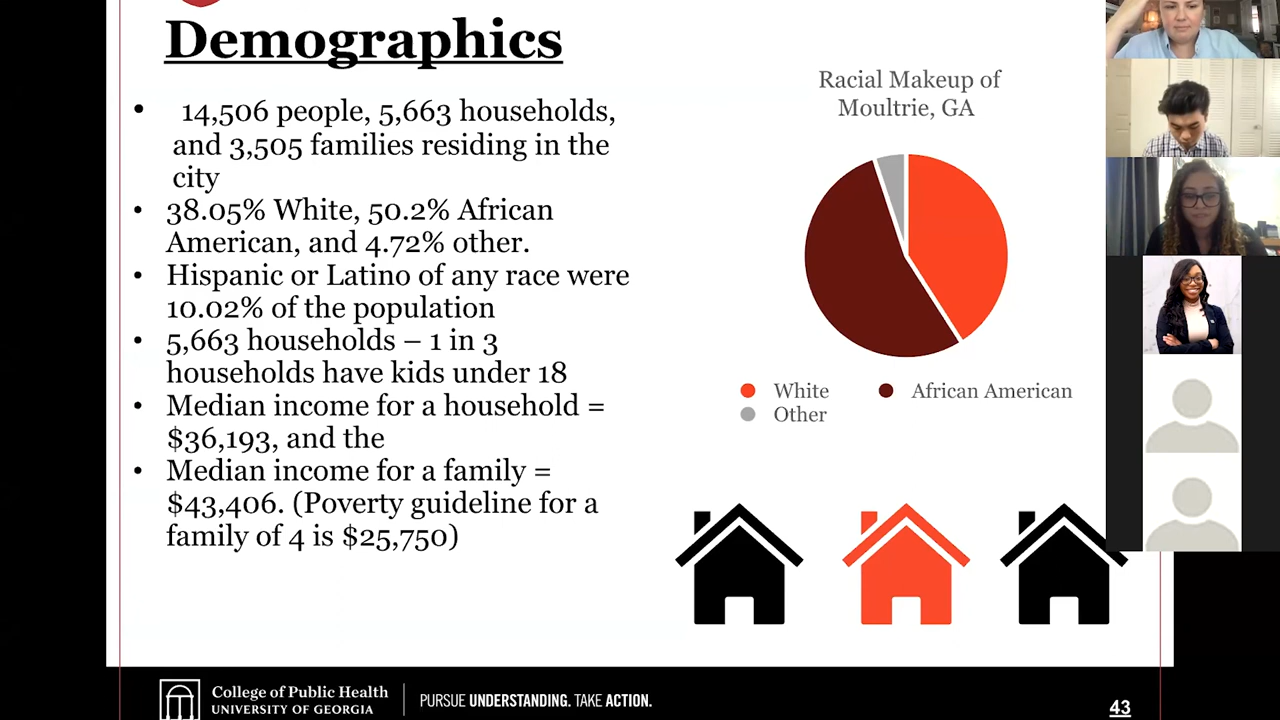 Demographics
• 14,506 people, 5,663 households,
and 3,505 families residing in the
city
• 38.05% White, 50.2% African
American, and 4.72% other.
• Hispanic or Latino of any race were
10.02% of the population
• 5,663 households – 1 in 3
households have kids under 18
• Median income for a household =
$36,193, and the
• Median income for a family =
$43,406. (Poverty guideline for a
family of 4 is $25,750)
Racial Makeup of
Moultrie, GA
White
African American
Other
College of Public Health
UNIVERSITY OF GEORGIA
PURSUE UNDERSTANDING. TAKE ACTION.
43